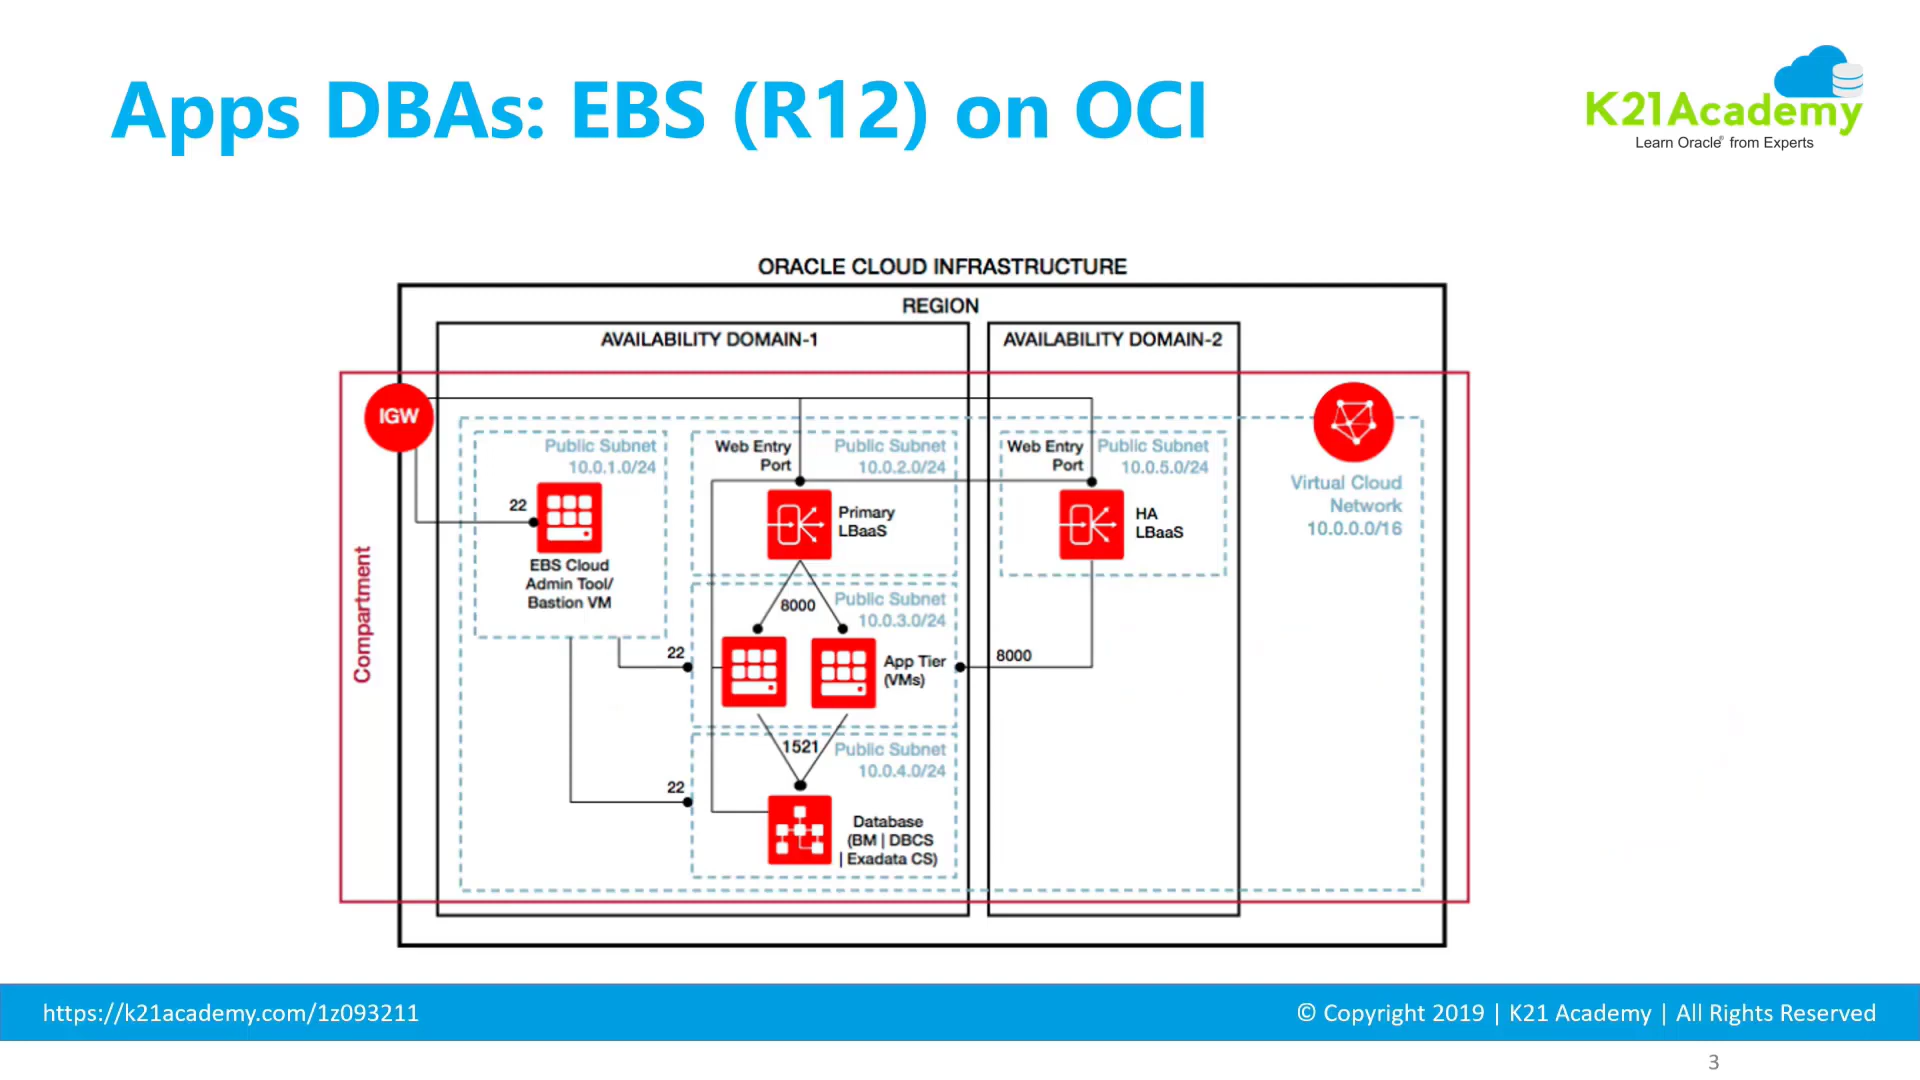 Apps DBAs: EBS (R12) on OCI
K21Academy
Learn Oracle® from Experts
ORACLE CLOUD INFRASTRUCTURE
REGION
AVAILABILITY DOMAIN-1
AVAILABILITY DOMAIN-2
IGW
Compartment
Public Subnet
10.0.1.0/24
22
EBS Cloud
Admin Tool/
Bastion VM
Web Entry
Port
Public Subnet
10.0.2.0/24
Primary
LBaaS
8000
Public Subnet
10.0.3.0/24
22
App Tier
(VMs)
1521
Public Subnet
10.0.4.0/24
22
Database
(BM | DBCS
| Exadata CS)
Web Entry
Port
Public Subnet
10.0.5.0/24
HA
LBaaS
8000
Virtual Cloud
Network
10.0.0.0/16
https://k21academy.com/1z093211
© Copyright 2019 | K21 Academy | All Rights Reserved
3